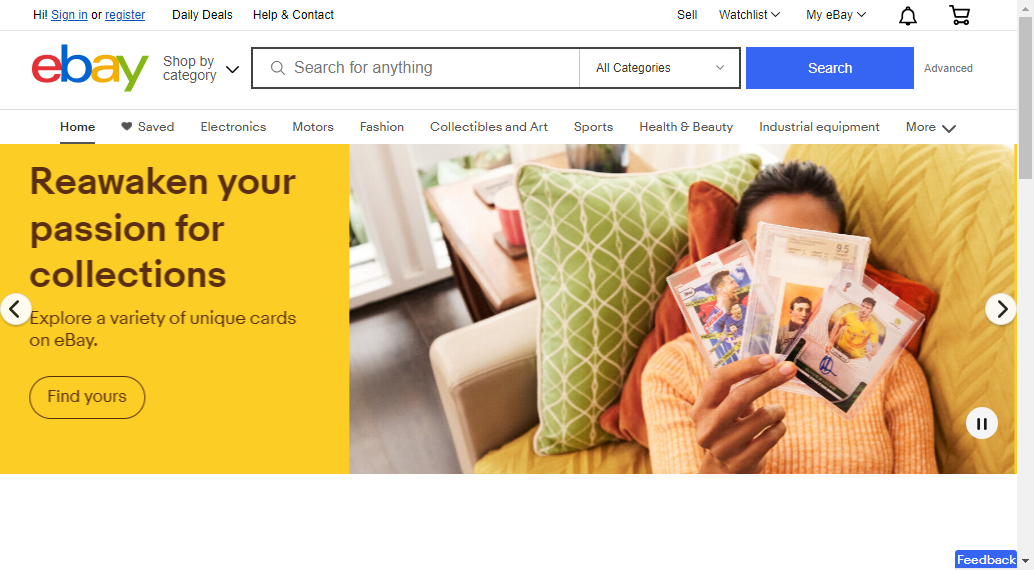 Hi! Sign in or register
Daily Deals
Help & Contact
Sell
Watchlist
My eBay
ebay
Shop by
category
Search for anything
All Categories
Search
Advanced
Home
Saved
Electronics
Motors
Fashion
Collectibles and Art
Sports
Health & Beauty
Industrial equipment
More
Reawaken your
passion for
collections
Explore a variety of unique cards
on eBay.
Find yours
9.5
Feedback